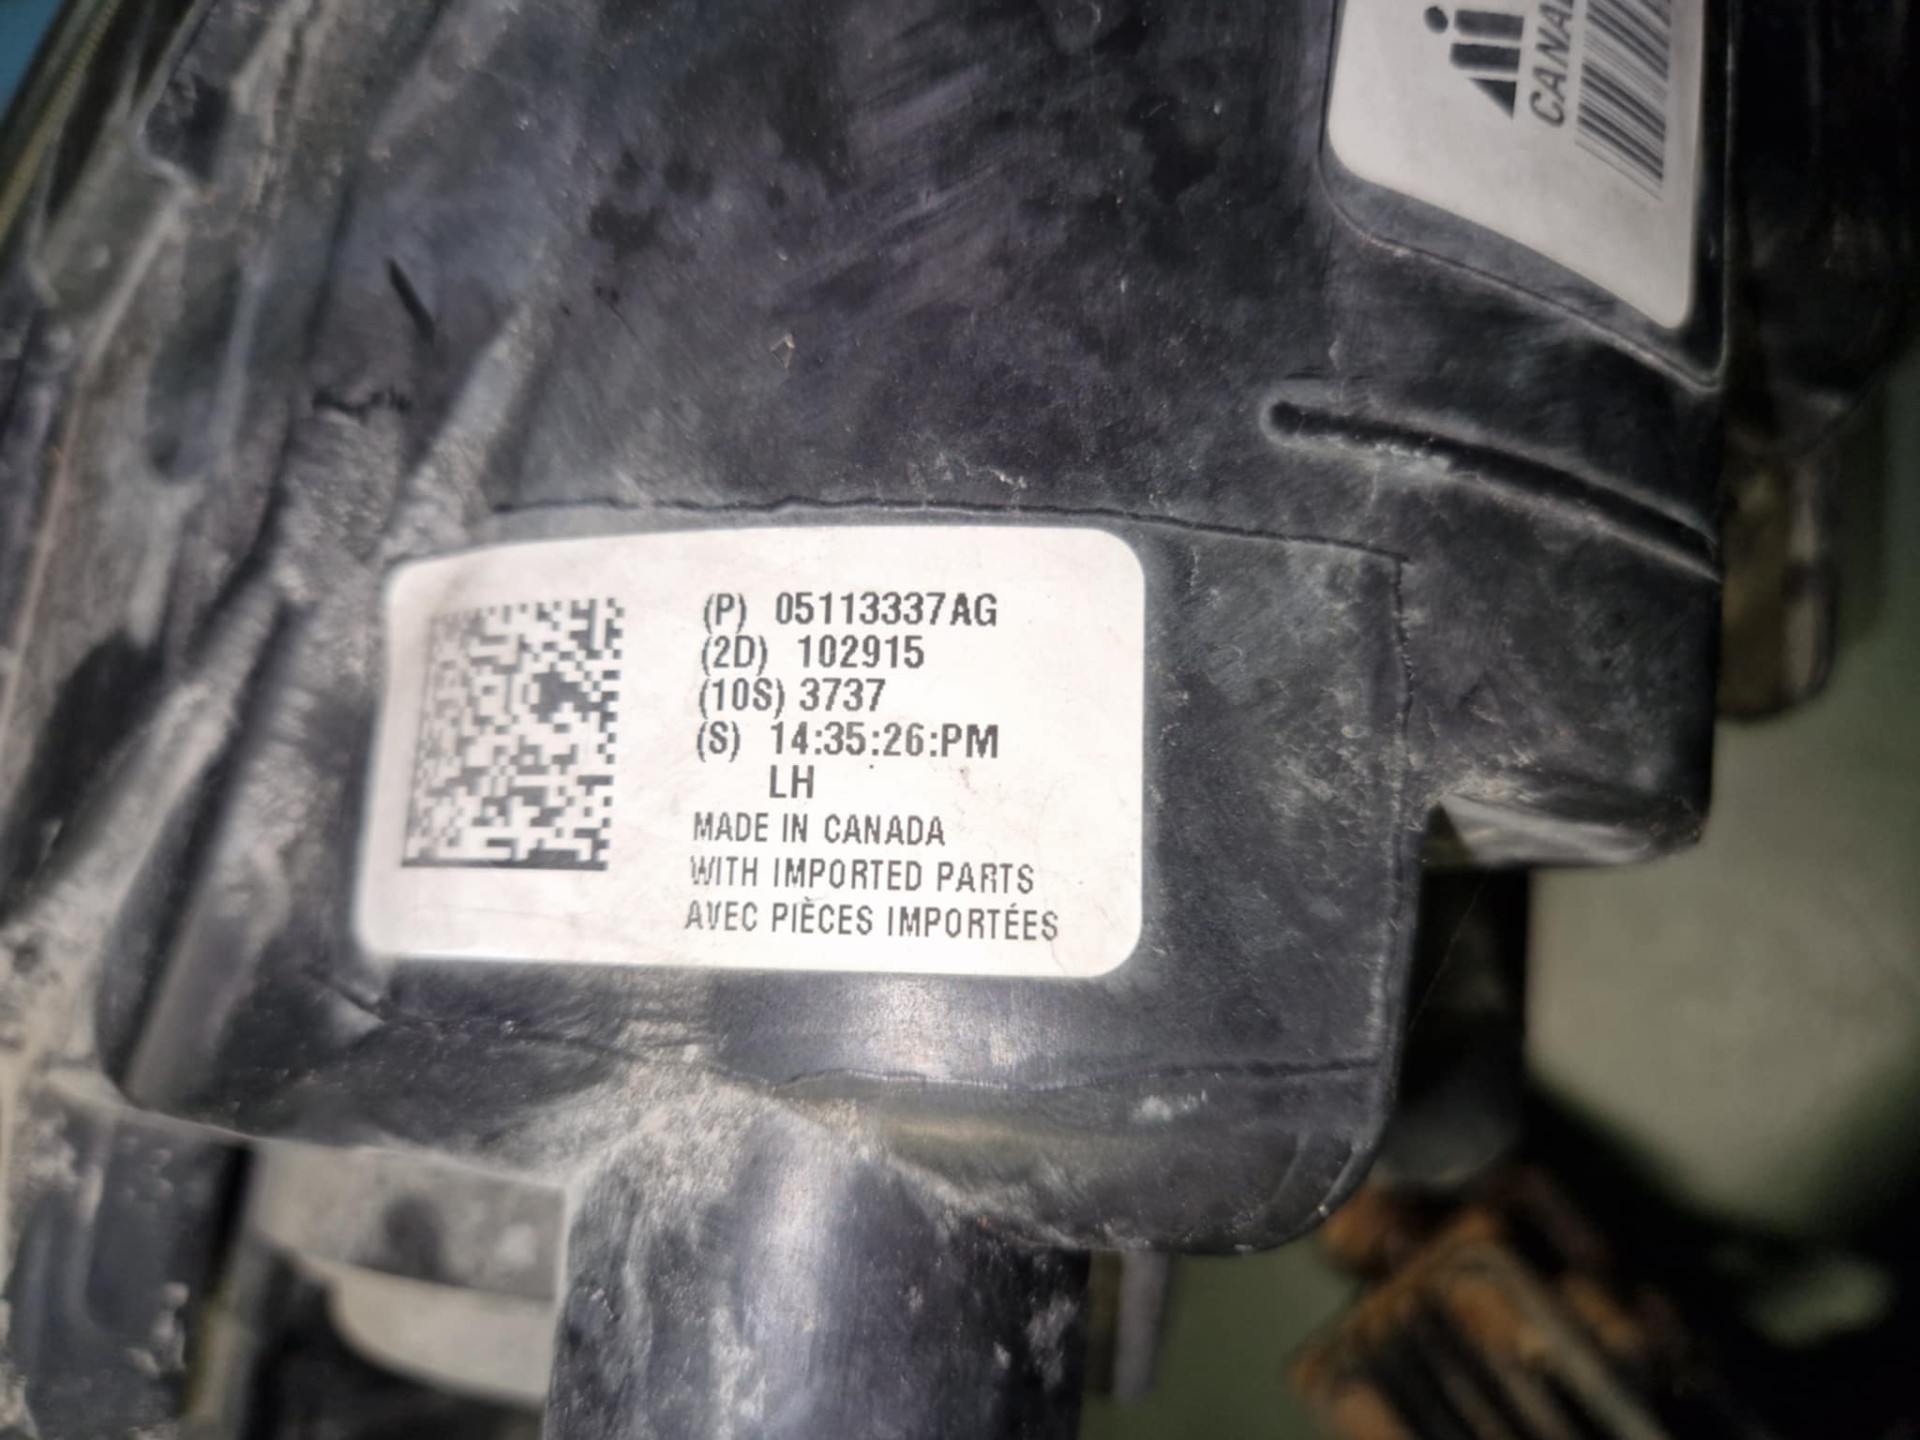 (P) 05113337AG
(2D) 102915
(10S) 3737
(S) 14:35:26:PM
LH
MADE IN CANADA
WITH IMPORTED PARTS
AVEC PIÈCES IMPORTÉES